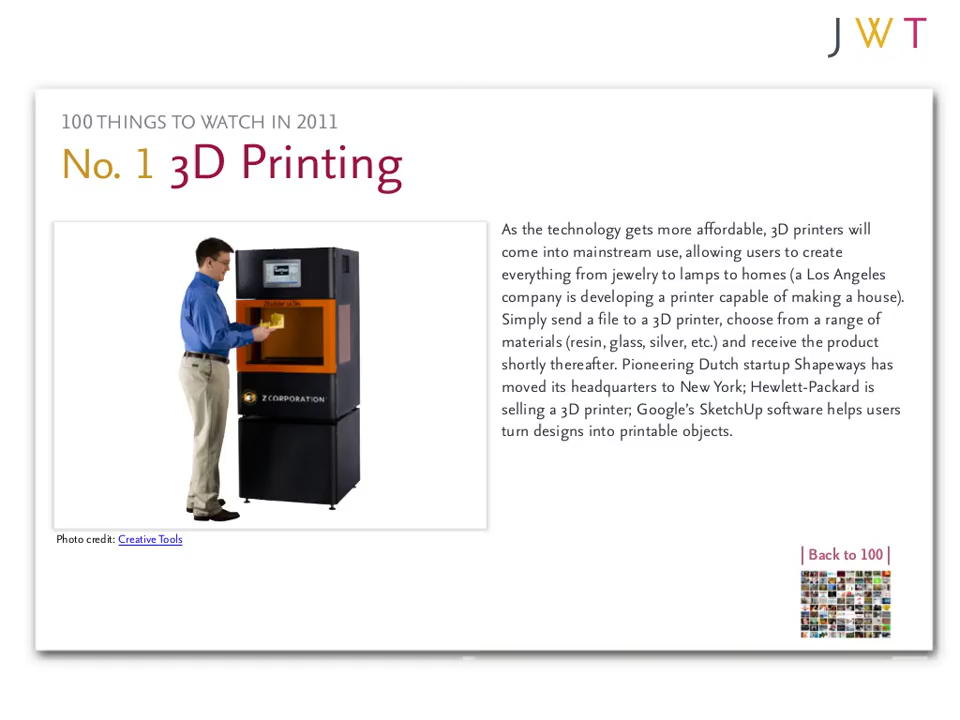 JWT
100 THINGS TO WATCH IN 2011
No. 1 3D Printing
As the technology gets more affordable, 3D printers will
come into mainstream use, allowing users to create
everything from jewelry to lamps to homes (a Los Angeles
company is developing a printer capable of making a house).
Simply send a file to a 3D printer, choose from a range of
materials (resin, glass, silver, etc.) and receive the product
shortly thereafter. Pioneering Dutch startup Shapeways has
moved its headquarters to New York; Hewlett-Packard is
selling a 3D printer; Google’s SketchUp software helps users
turn designs into printable objects.
Z CORPORATION
Photo credit: Creative Tools
| Back to 100 |